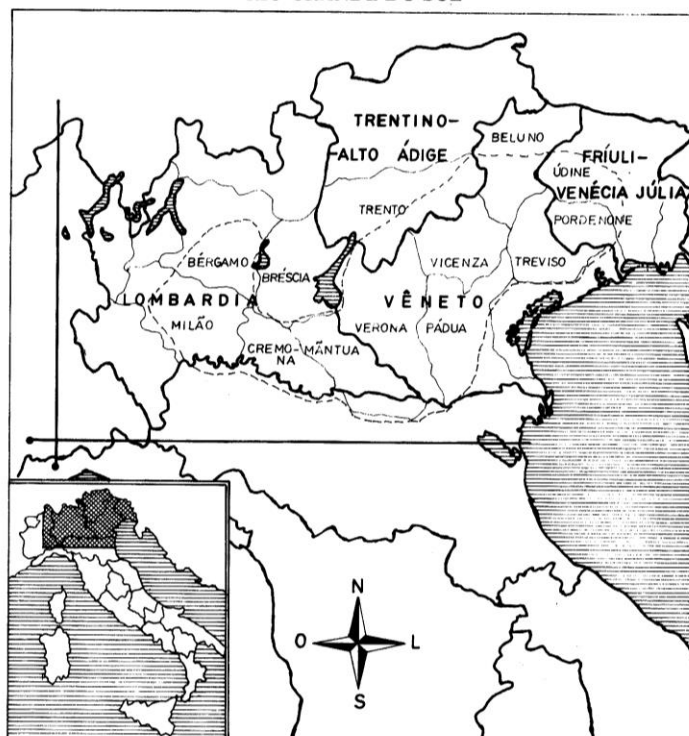 TRENTINO-
ALTO ÁDIGE
TRENTO
BELUNO
FRÍULI-
ÚDINE
VENÉCIA JÚLIA
PORDENONE
BÉRGAMO
BRÉSCIA
VICENZA
TREVISO
LOMBARDIA
VÊNETO
MILÃO
VERONA
PÁDUA
CREMO-
NA
MÂNTUA
N
O
L
S